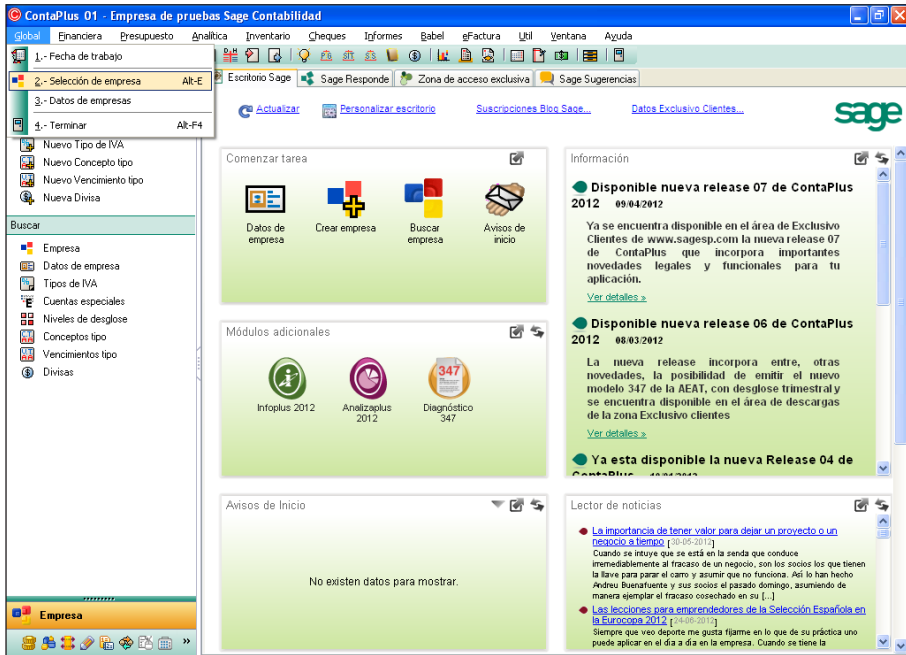 ContaPlus 01 - Empresa de pruebas Sage Contabilidad
Global Financiera Presupuesto Analítica Inventario Cheques Informes Babel eFactura Util Ventana Ayuda
1.- Fecha de trabajo
2.- Selección de empresa Alt-E
3.- Datos de empresas
4.- Terminar Alt-F4
Escritorio Sage Sage Responde Zona de acceso exclusiva Sage Sugerencias
Actualizar Personalizar escritorio Suscripciones Blog Sage... Datos Exclusivo Clientes...
sage
Nuevo Tipo de IVA
Nuevo Concepto tipo
Nuevo Vencimiento tipo
Nueva Divisa
Buscar
Empresa
Datos de empresa
Tipos de IVA
Cuentas especiales
Niveles de desglose
Conceptos tipo
Vencimientos tipo
Divisas
Empresa
Comenzar tarea
Datos de
empresa
Crear empresa
Buscar
empresa
Avisos de
inicio
Módulos adicionales
347
Infoplus 2012
Analizaplus
2012
Diagnóstico
347
Avisos de Inicio
No existen datos para mostrar.
Información
Disponible nueva release 07 de ContaPlus
2012 09/04/2012
Ya se encuentra disponible en el área de Exclusivo
Clientes de www.sagesp.com la nueva release 07
de ContaPlus que incorpora importantes
novedades legales y funcionales para tu
aplicación.
Ver detalles »
Disponible nueva release 06 de ContaPlus
2012 08/03/2012
La nueva release incorpora entre, otras
novedades, la posibilidad de emitir el nuevo
modelo 347 de la AEAT, con desglose trimestral y
se encuentra disponible en el área de descargas
de la zona Exclusivo clientes
Ver detalles »
Ya esta disponible la nueva Release 04 de
ContaPlus
Lector de noticias
La importancia de tener valor para dejar un proyecto o un
negocio a tiempo [30-05-2012]
Cuando se intuye que se está en la senda que conduce
irremediablemente al fracaso de un negocio, son los socios los que tienen
la llave para parar el carro y asumir que no funciona. Así lo han hecho
Andreu Buenafuente y sus socios el pasado domingo, asumiendo de
manera ejemplar el fracaso cosechado en su [...]
Las lecciones para emprendedores de la Selección Española en
la Eurocopa 2012 [24-06-2012]
Siempre que veo deporte me gusta fijarme en lo que de su práctica uno
puede aplicar en el día a día en la empresa. Cuando se tiene la